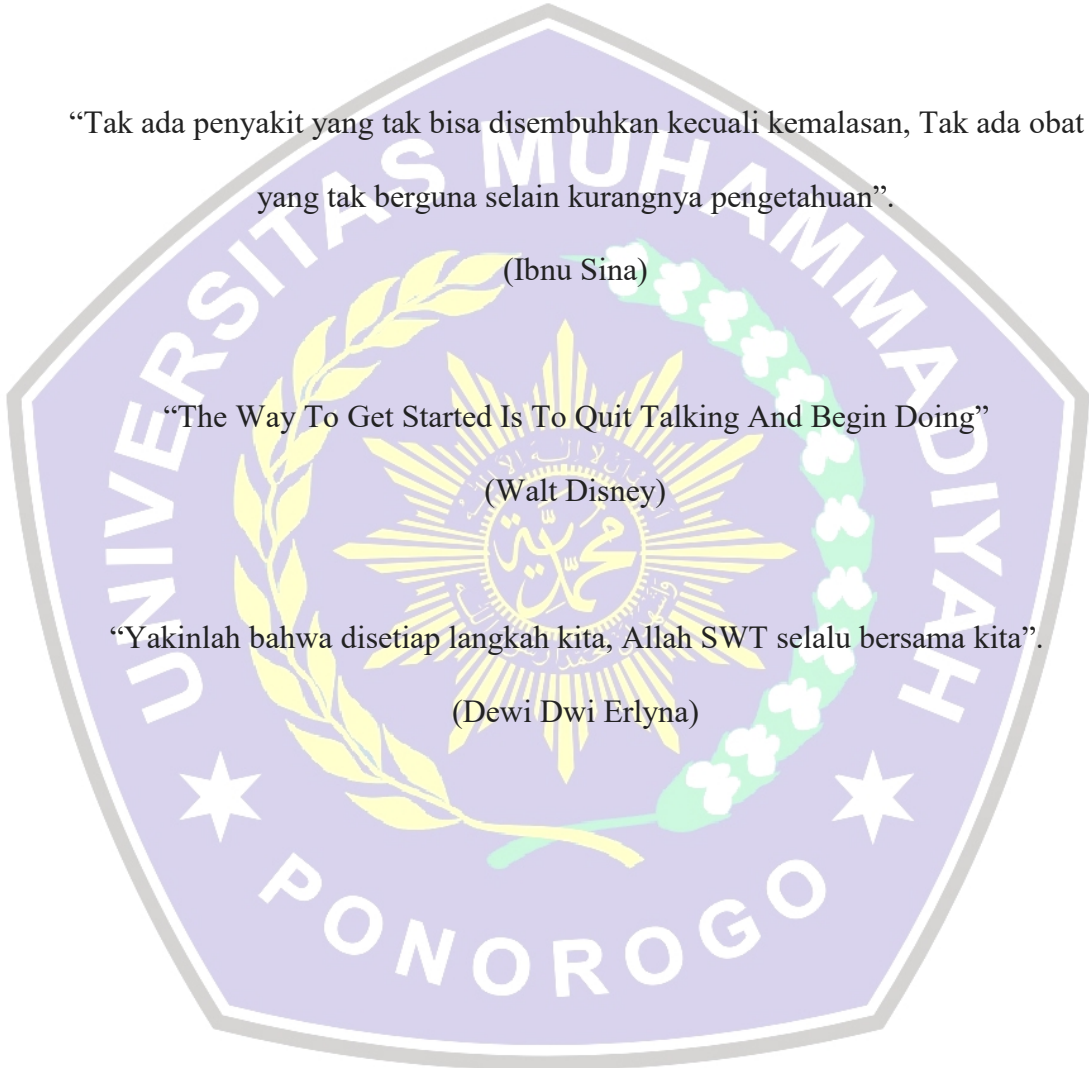 “Tak ada penyakit yang tak bisa disembuhkan kecuali kemalasan, Tak ada obat
yang tak berguna selain kurangnya pengetahuan”.
(Ibnu Sina)
“The Way To Get Started Is To Quit Talking And Begin Doing”
(Walt Disney)
“Yakinlah bahwa disetiap langkah kita, Allah SWT selalu bersama kita”.
(Dewi Dwi Erlyna)
UNIVERSITAS MUHAMMADIYAH
PONOROGO
محمدية